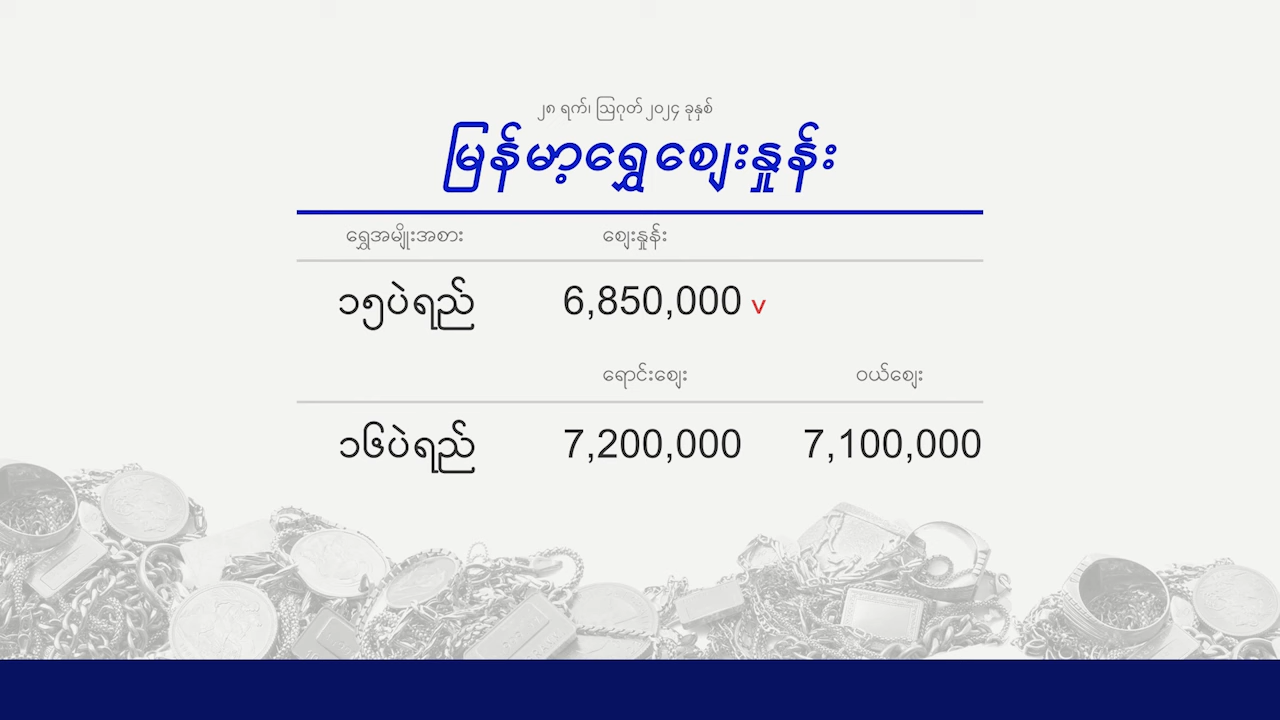 ၂၈ ရက်၊ ဩဂုတ် ၂၀၂၄ ခုနှစ်
မြန်မာ့ရွှေဈေးနှုန်း
ရွှေအမျိုးအစား ဈေးနှုန်း
၁၅ပဲရည် 6,850,000 v
ရောင်းဈေး ဝယ်ဈေး
၁၆ပဲရည် 7,200,000 7,100,000